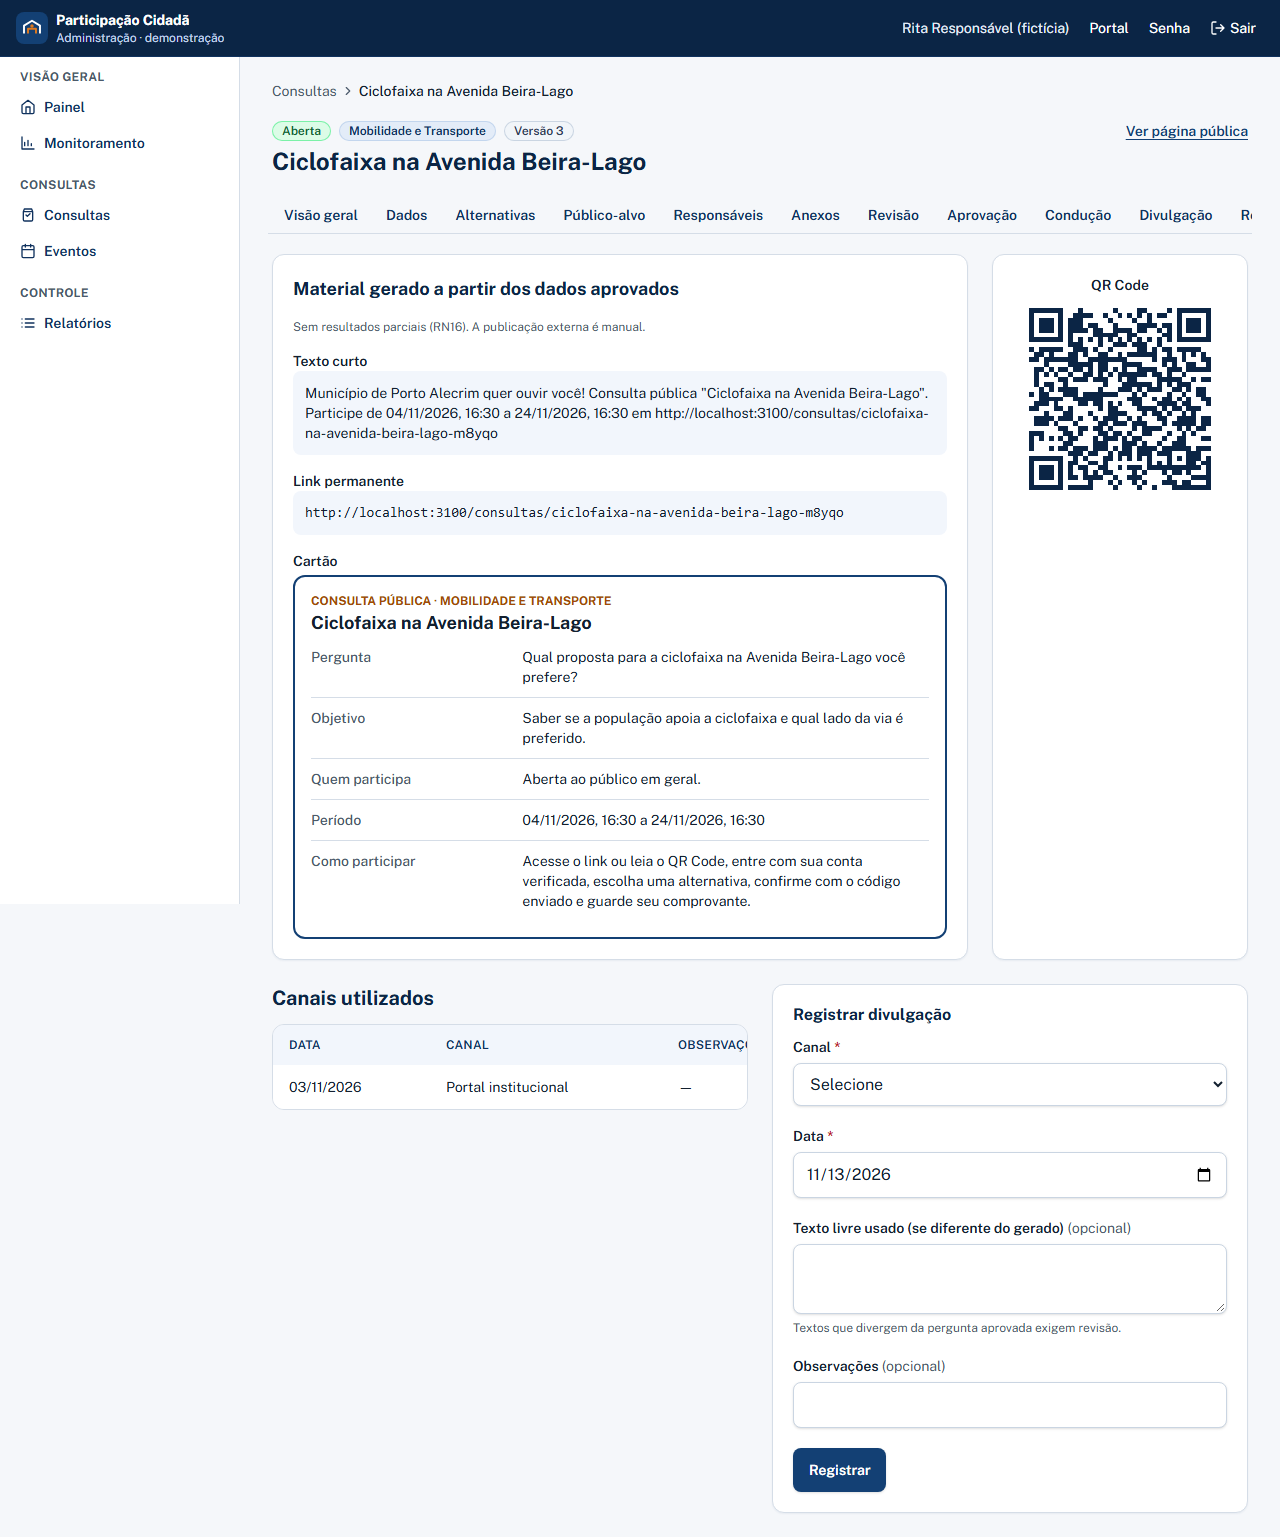 Participação Cidadã
Administração · demonstração
Rita Responsável (fictícia)
Portal
Senha
Sair
VISÃO GERAL
Painel
Monitoramento
CONSULTAS
Consultas
Eventos
CONTROLE
Relatórios
Consultas
Ciclofaixa na Avenida Beira-Lago
Aberta
Mobilidade e Transporte
Versão 3
Ver página pública
Ciclofaixa na Avenida Beira-Lago
Visão geral
Dados
Alternativas
Público-alvo
Responsáveis
Anexos
Revisão
Aprovação
Condução
Divulgação
Material gerado a partir dos dados aprovados
Sem resultados parciais (RN16). A publicação externa é manual.
Texto curto
Município de Porto Alecrim quer ouvir você! Consulta pública "Ciclofaixa na Avenida Beira-Lago".
Participe de 04/11/2026, 16:30 a 24/11/2026, 16:30 em http://localhost:3100/consultas/ciclofaixa-
na-avenida-beira-lago-m8yqo
Link permanente
http://localhost:3100/consultas/ciclofaixa-na-avenida-beira-lago-m8yqo
Cartão
CONSULTA PÚBLICA · MOBILIDADE E TRANSPORTE
Ciclofaixa na Avenida Beira-Lago
Pergunta
Qual proposta para a ciclofaixa na Avenida Beira-Lago você
prefere?
Objetivo
Saber se a população apoia a ciclofaixa e qual lado da via é
preferido.
Quem participa
Aberta ao público em geral.
Período
04/11/2026, 16:30 a 24/11/2026, 16:30
Como participar
Acesse o link ou leia o QR Code, entre com sua conta
verificada, escolha uma alternativa, confirme com o código
enviado e guarde seu comprovante.
QR Code
Canais utilizados
DATA
CANAL
OBSERVAÇ
03/11/2026
Portal institucional
—
Registrar divulgação
Canal *
Selecione
Data *
11/13/2026
Texto livre usado (se diferente do gerado) (opcional)
Textos que divergem da pergunta aprovada exigem revisão.
Observações (opcional)
Registrar